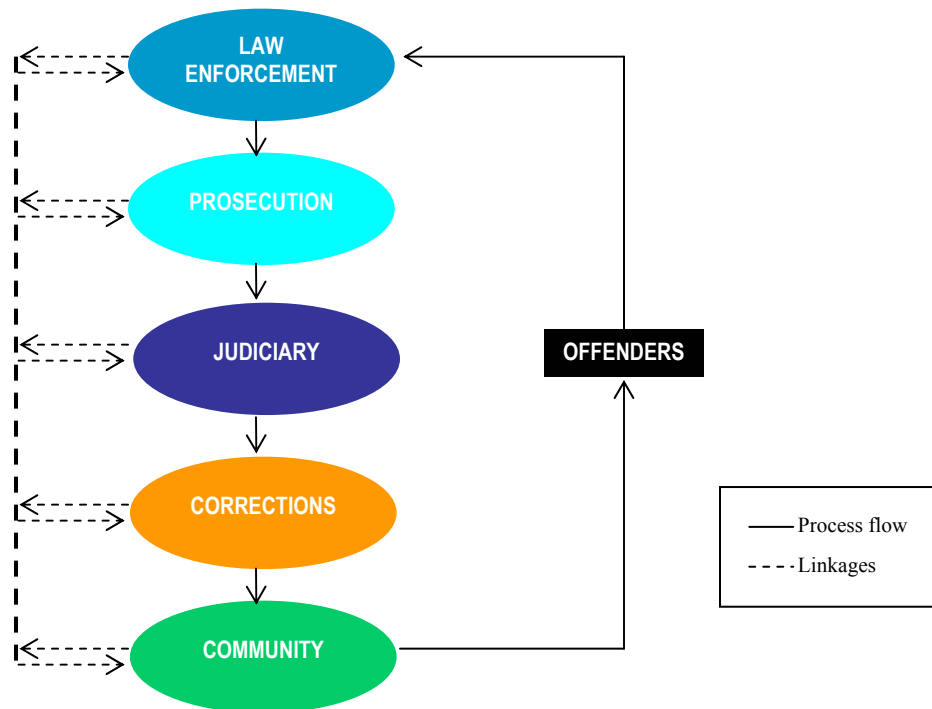 LAW
ENFORCEMENT
PROSECUTION
JUDICIARY
OFFENDERS
CORRECTIONS
Process flow
Linkages
COMMUNITY